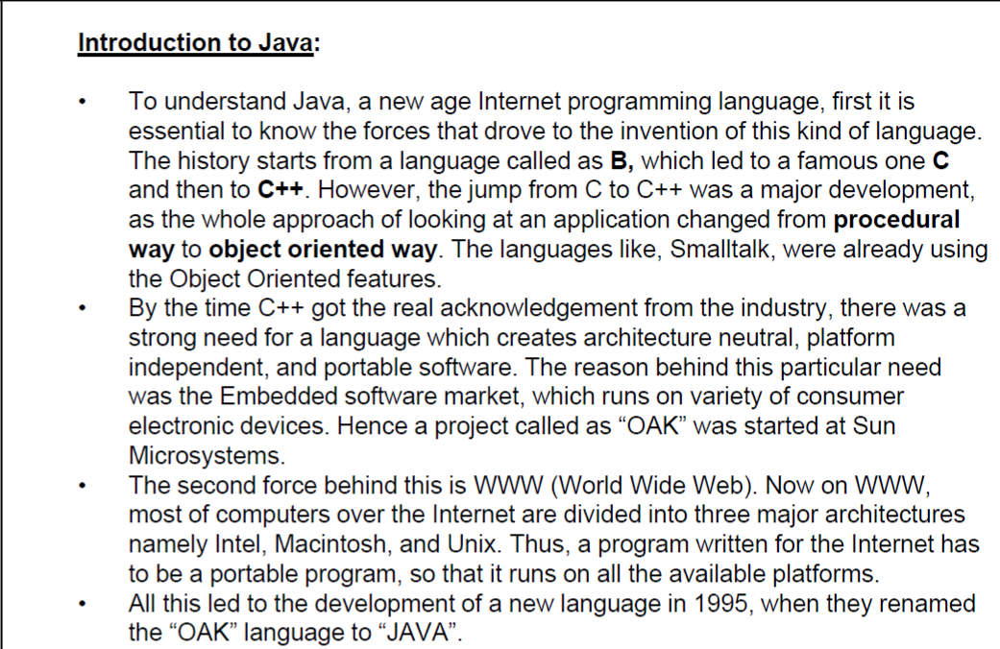 Introduction to Java:
• To understand Java, a new age Internet programming language, first it is
essential to know the forces that drove to the invention of this kind of language.
The history starts from a language called as B, which led to a famous one C
and then to C++. However, the jump from C to C++ was a major development,
as the whole approach of looking at an application changed from procedural
way to object oriented way. The languages like, Smalltalk, were already using
the Object Oriented features.
• By the time C++ got the real acknowledgement from the industry, there was a
strong need for a language which creates architecture neutral, platform
independent, and portable software. The reason behind this particular need
was the Embedded software market, which runs on variety of consumer
electronic devices. Hence a project called as “OAK” was started at Sun
Microsystems.
• The second force behind this is WWW (World Wide Web). Now on WWW,
most of computers over the Internet are divided into three major architectures
namely Intel, Macintosh, and Unix. Thus, a program written for the Internet has
to be a portable program, so that it runs on all the available platforms.
• All this led to the development of a new language in 1995, when they renamed
the “OAK” language to “JAVA”.